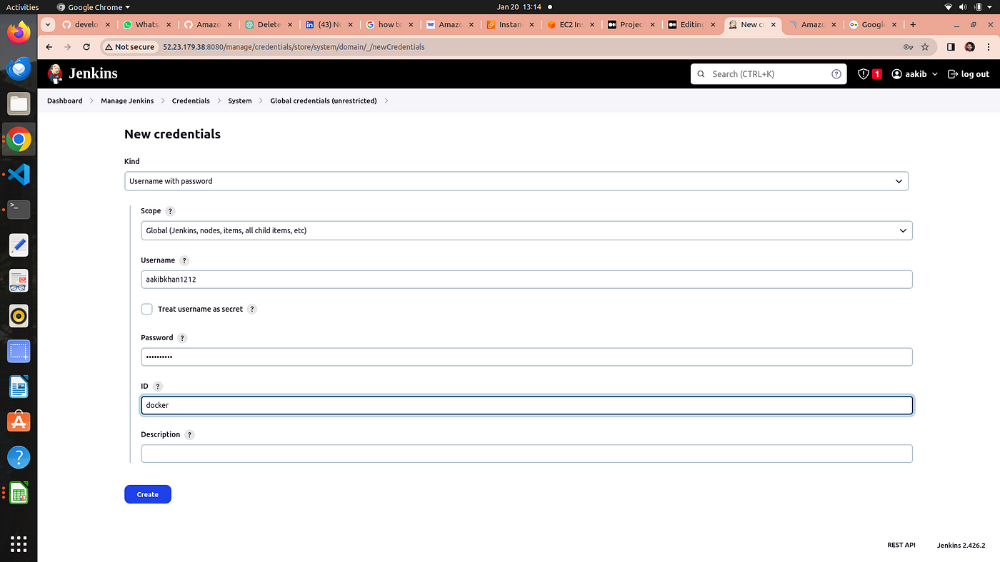 Activities
Google Chrome
Jan 20 13:14
develo
Whats
Amazo
Delete
(43) N
how to
Amazo
Instan
EC2 In
Projec
Editing
New c
Amazo
Google
Not secure
52.23.179.38:8080/manage/credentials/store/system/domain/_/newCredentials
Jenkins
Search (CTRL+K)
?
1
aakib
log out
Dashboard
Manage Jenkins
Credentials
System
Global credentials (unrestricted)
New credentials
Kind
Username with password
Scope ?
Global (Jenkins, nodes, items, all child items, etc)
Username ?
aakibkhan1212
Treat username as secret ?
Password ?
••••••••••
ID ?
docker
Description ?
Create
REST API
Jenkins 2.426.2